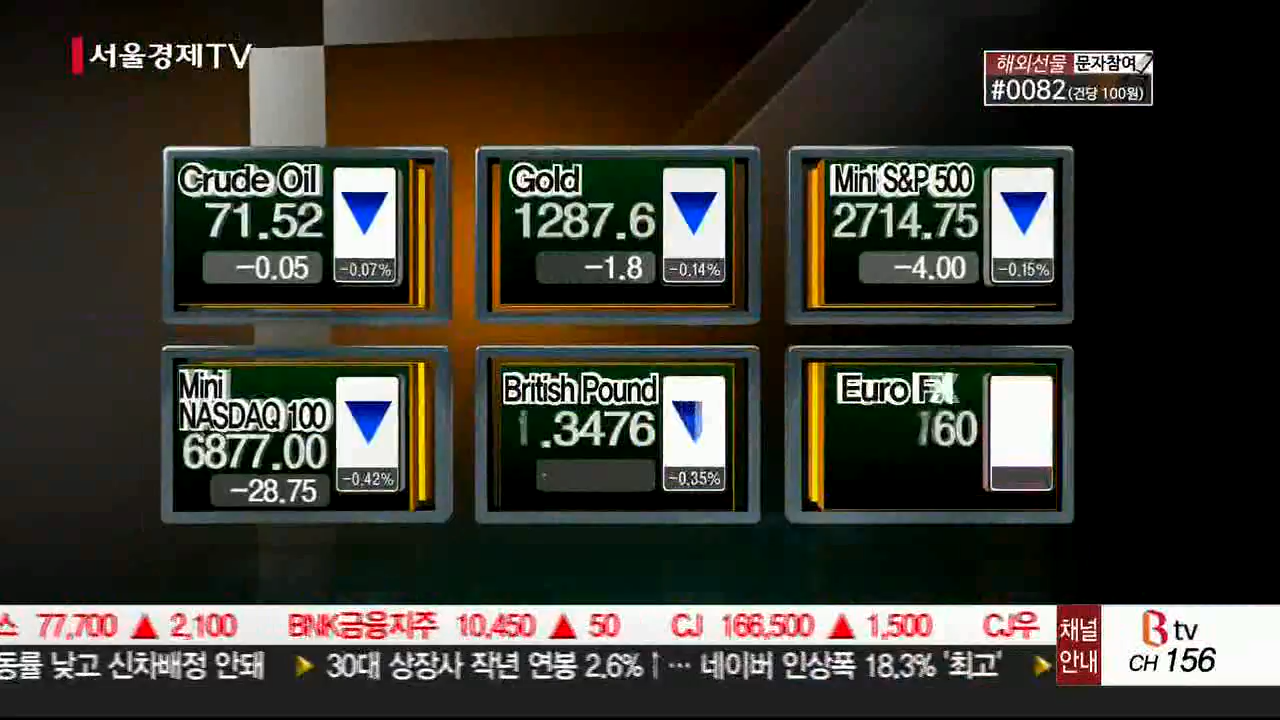 서울경제TV
해외선물 문자참여
#0082(건당 100원)
Crude Oil
71.52
-0.05
-0.07%
Gold
1287.6
-1.8
-0.14%
Mini S&P 500
2714.75
-4.00
-0.15%
Mini
NASDAQ 100
6877.00
-28.75
-0.42%
British Pound
1.3476
-0.35%
Euro FX
760
스 77,700 ▲ 2,100 BNK금융지주 10,450 ▲ 50 CJ 166,500 ▲ 1,500 CJ우
동률 낮고 신차배정 안돼 ▶ 30대 상장사 작년 연봉 2.6%↑… 네이버 인상폭 18.3% '최고' ▶
채널
안내
B tv
CH 156